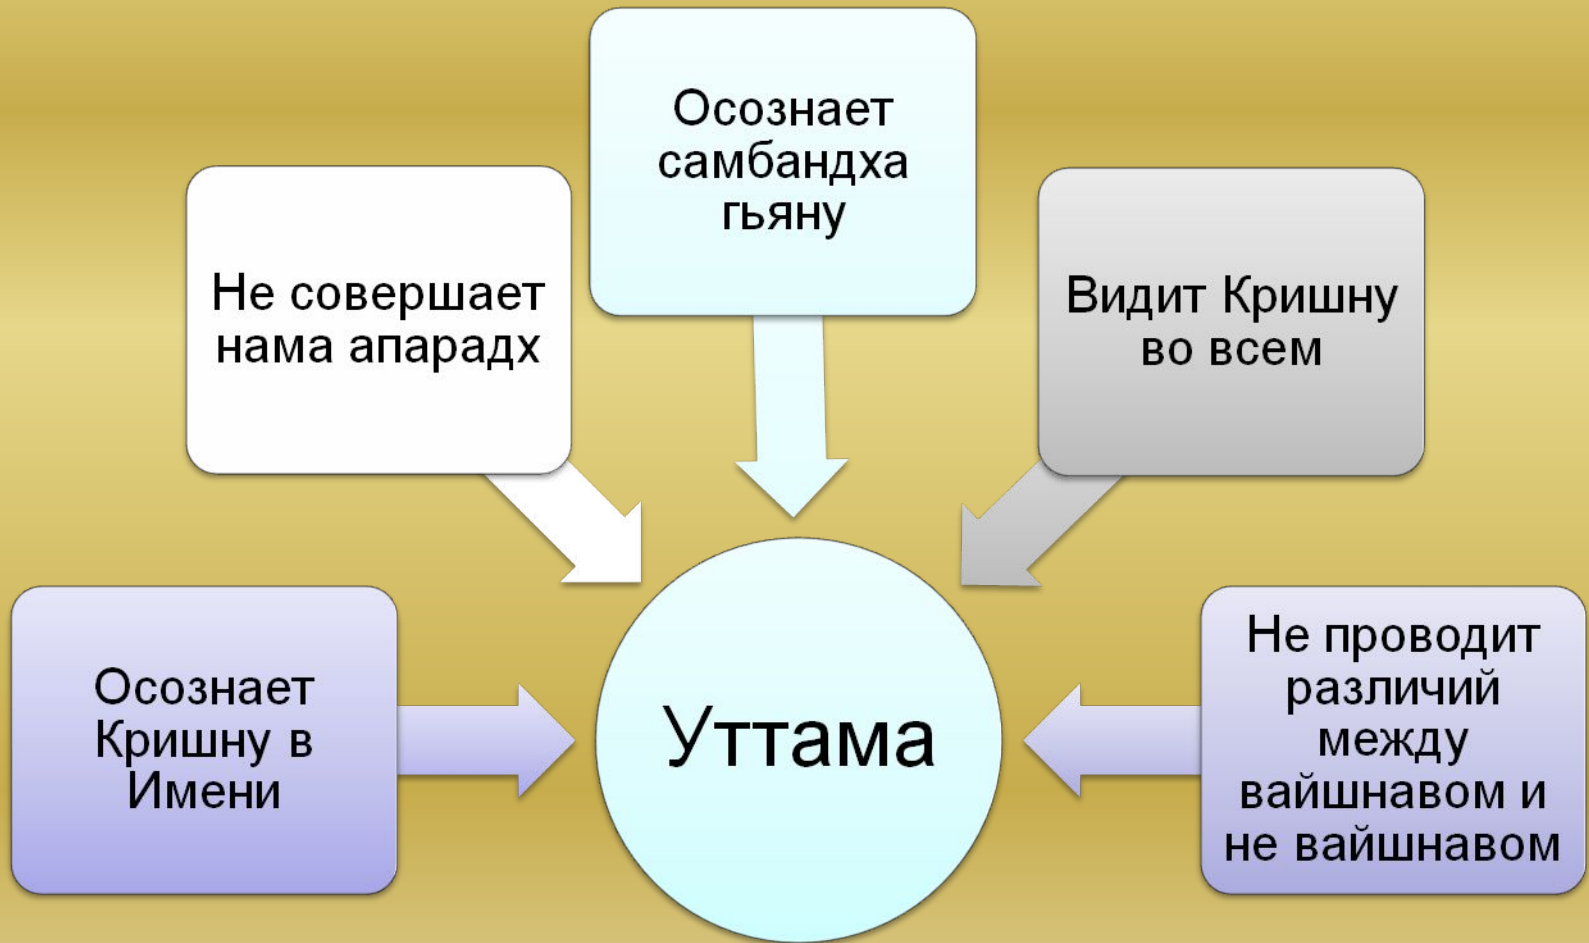 Осознает
самбандха
гьяну
Не совершает
нама апарадх
Видит Кришну
во всем
Осознает
Кришну в
Имени
Уттама
Не проводит
различий
между
вайшнавом и
не вайшнавом